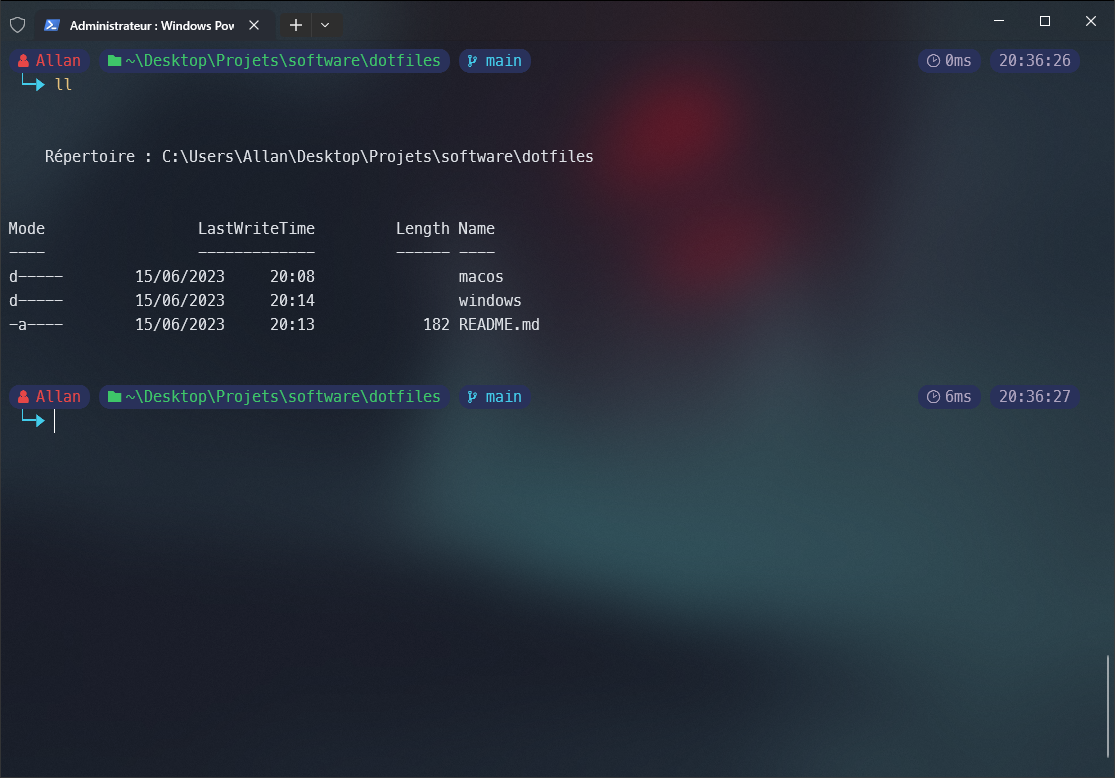 Administrateur : Windows Pow
Allan ~\Desktop\Projets\software\dotfiles main 0ms 20:36:26
ll
Répertoire : C:\Users\Allan\Desktop\Projets\software\dotfiles
Mode LastWriteTime Length Name
---- ------------- ------ ----
d----- 15/06/2023 20:08 macos
d----- 15/06/2023 20:14 windows
-a---- 15/06/2023 20:13 182 README.md
Allan ~\Desktop\Projets\software\dotfiles main 6ms 20:36:27